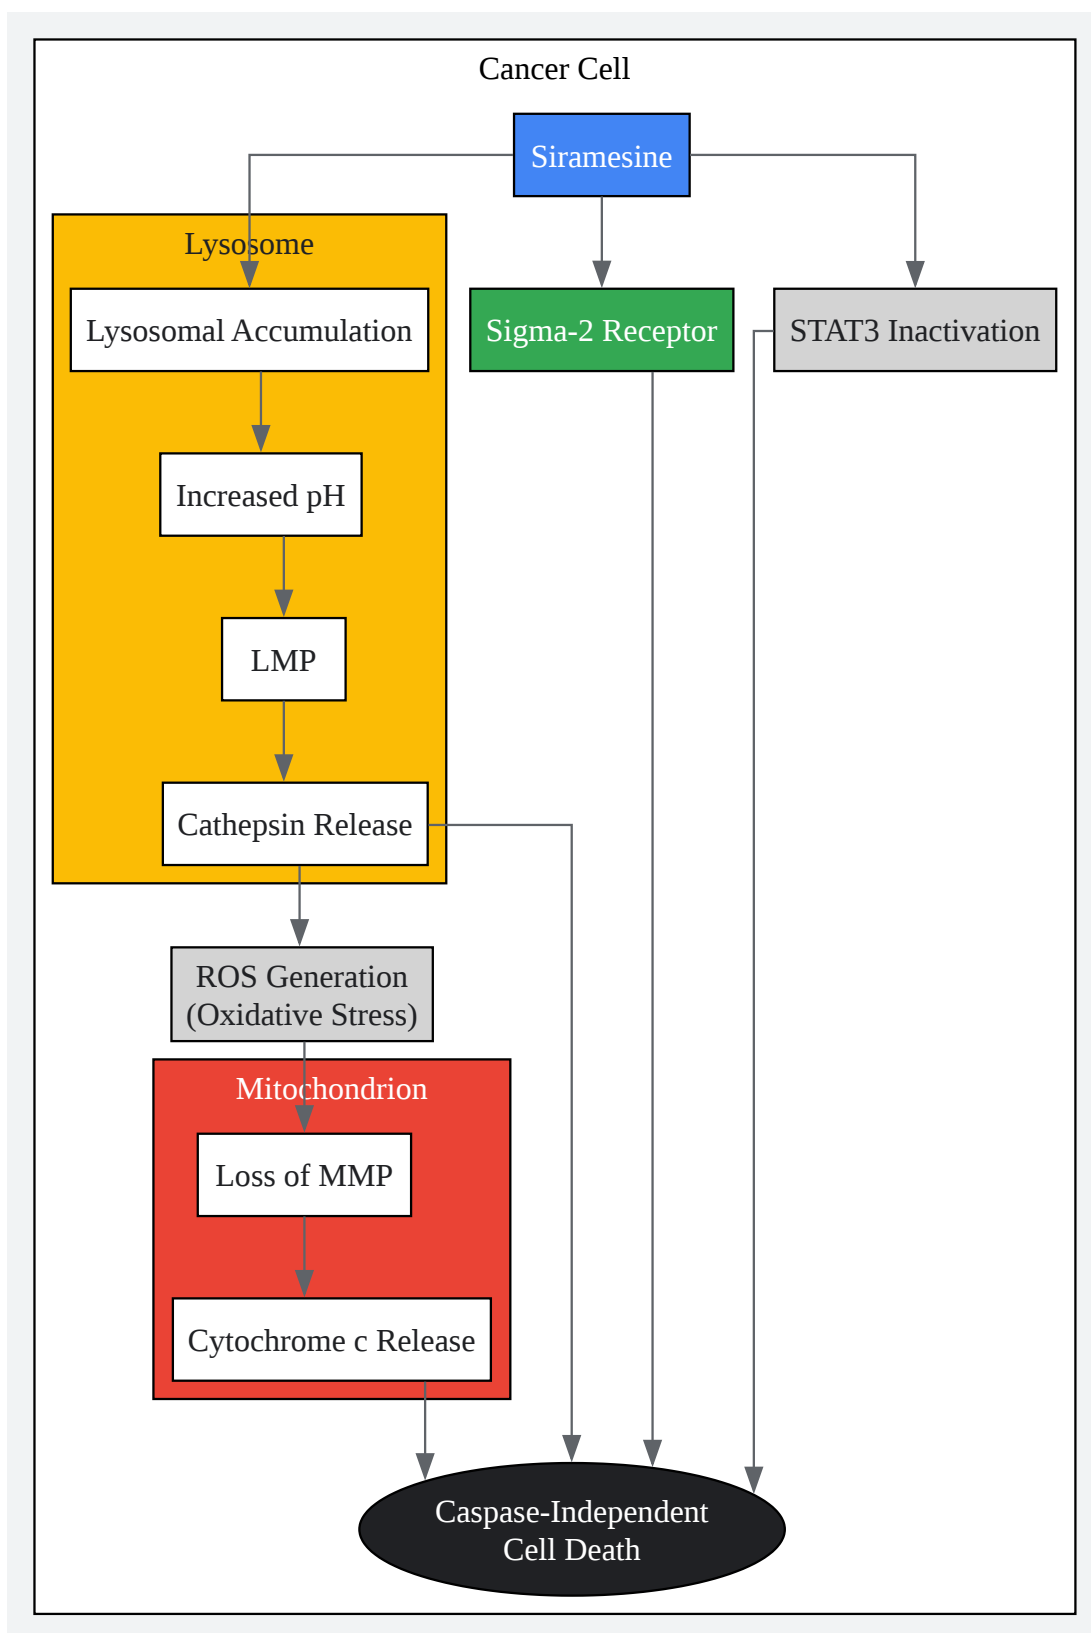 Cancer Cell
Siramesine
Lysosome
Lysosomal Accumulation
Sigma-2 Receptor
STAT3 Inactivation
Increased pH
LMP
Cathepsin Release
ROS Generation
(Oxidative Stress)
Mitochondrion
Loss of MMP
Cytochrome c Release
Caspase-Independent
Cell Death